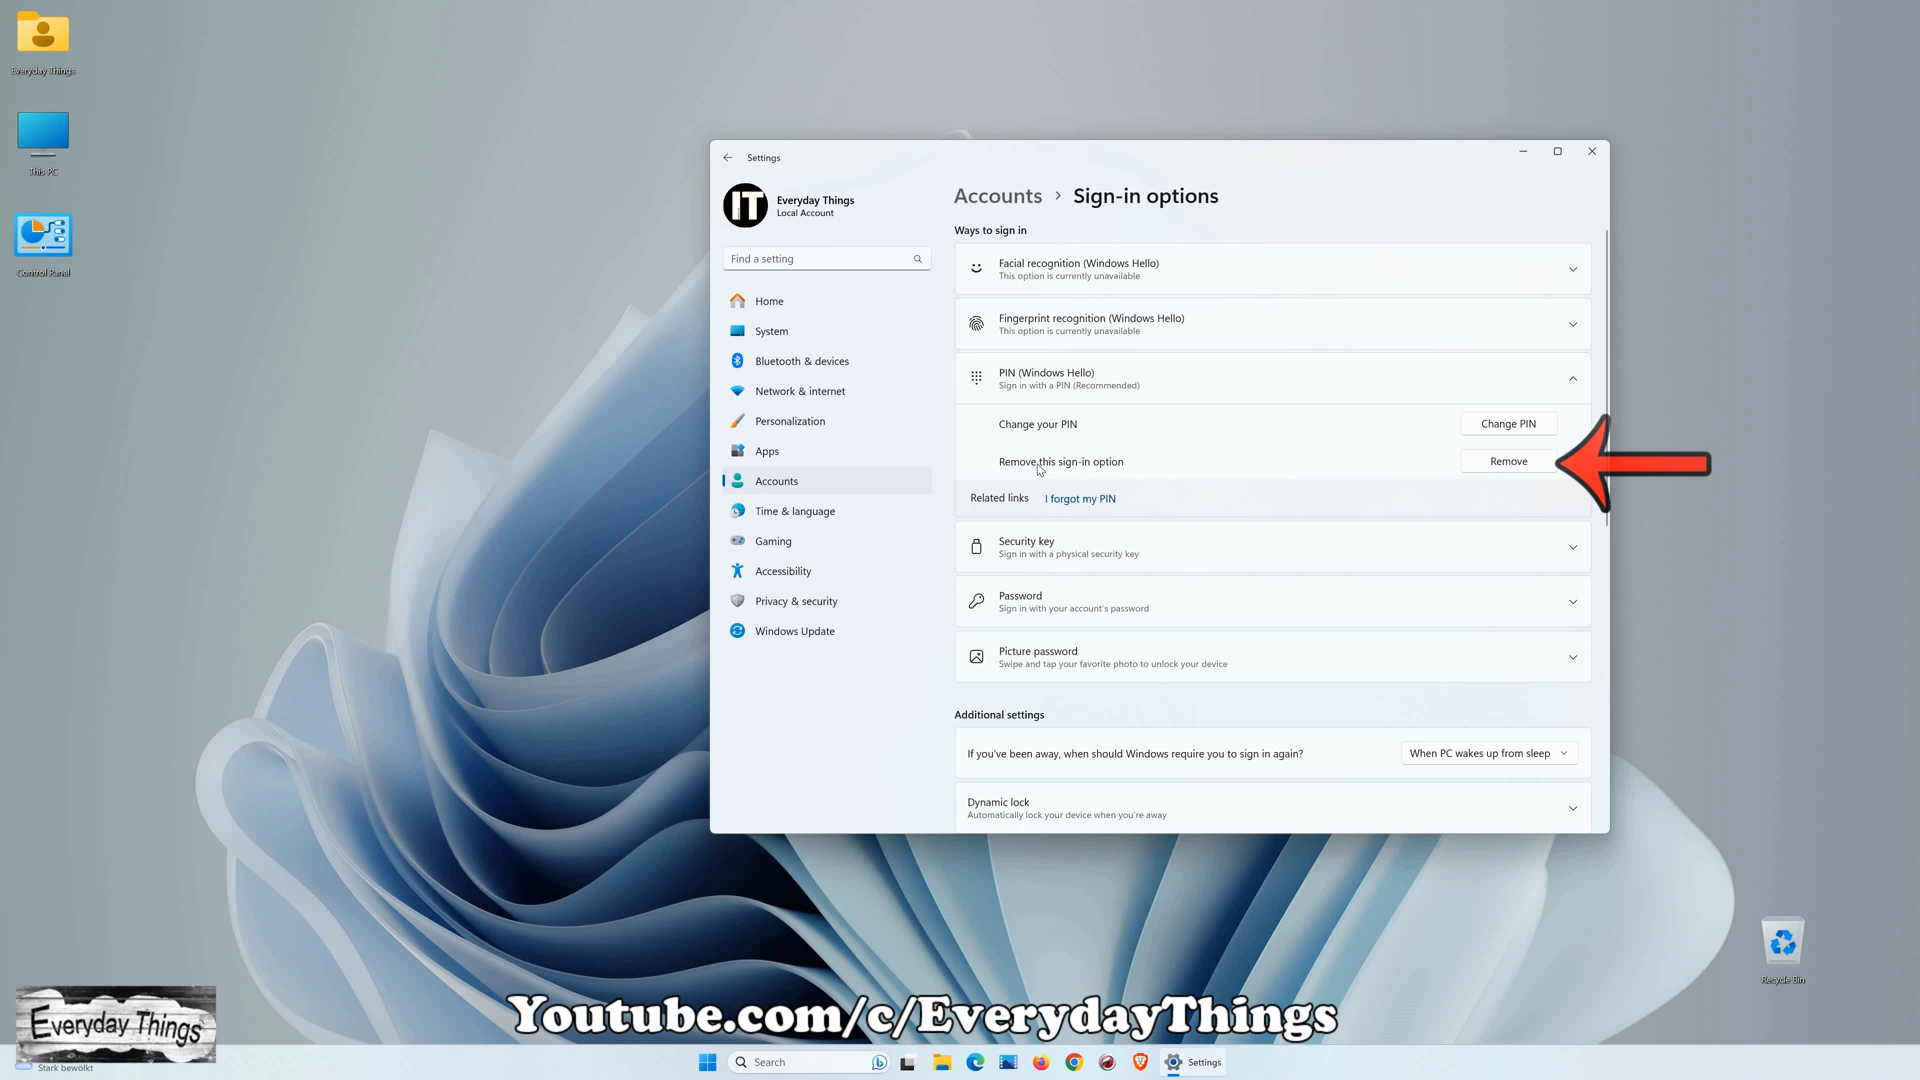 Everyday Things
This PC
Control Panel
Settings
IT
Everyday Things
Local Account
Find a setting
Home
System
Bluetooth & devices
Network & internet
Personalization
Apps
Accounts
Time & language
Gaming
Accessibility
Privacy & security
Windows Update
Accounts > Sign-in options
Ways to sign in
Facial recognition (Windows Hello)
This option is currently unavailable
Fingerprint recognition (Windows Hello)
This option is currently unavailable
PIN (Windows Hello)
Sign in with a PIN (Recommended)
Change your PIN
Change PIN
Remove this sign-in option
Remove
Related links I forgot my PIN
Security key
Sign in with a physical security key
Password
Sign in with your account's password
Picture password
Swipe and tap your favorite photo to unlock your device
Additional settings
If you've been away, when should Windows require you to sign in again?
When PC wakes up from sleep
Dynamic lock
Automatically lock your device when you're away
Recycle Bin
Everyday Things
Youtube.com/c/EverydayThings
Stark bewölkt
Search
Settings